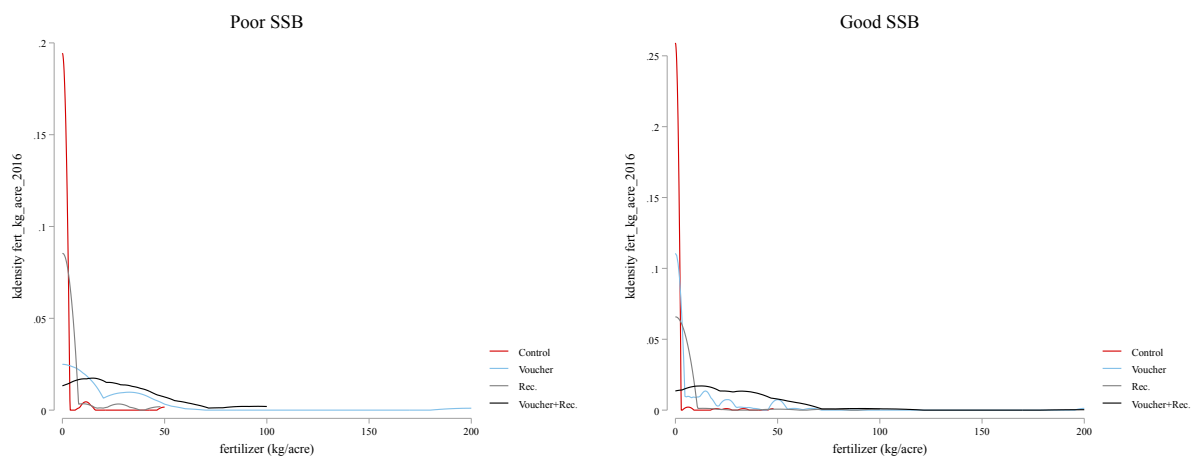 Poor SSB
kdensity fert_kg_acre_2016
.2
.15
.1
.05
0
0
50
100
150
200
fertilizer (kg/acre)
Control
Voucher
Rec.
Voucher+Rec.
Good SSB
kdensity fert_kg_acre_2016
.25
.2
.15
.1
.05
0
0
50
100
150
200
fertilizer (kg/acre)
Control
Voucher
Rec.
Voucher+Rec.